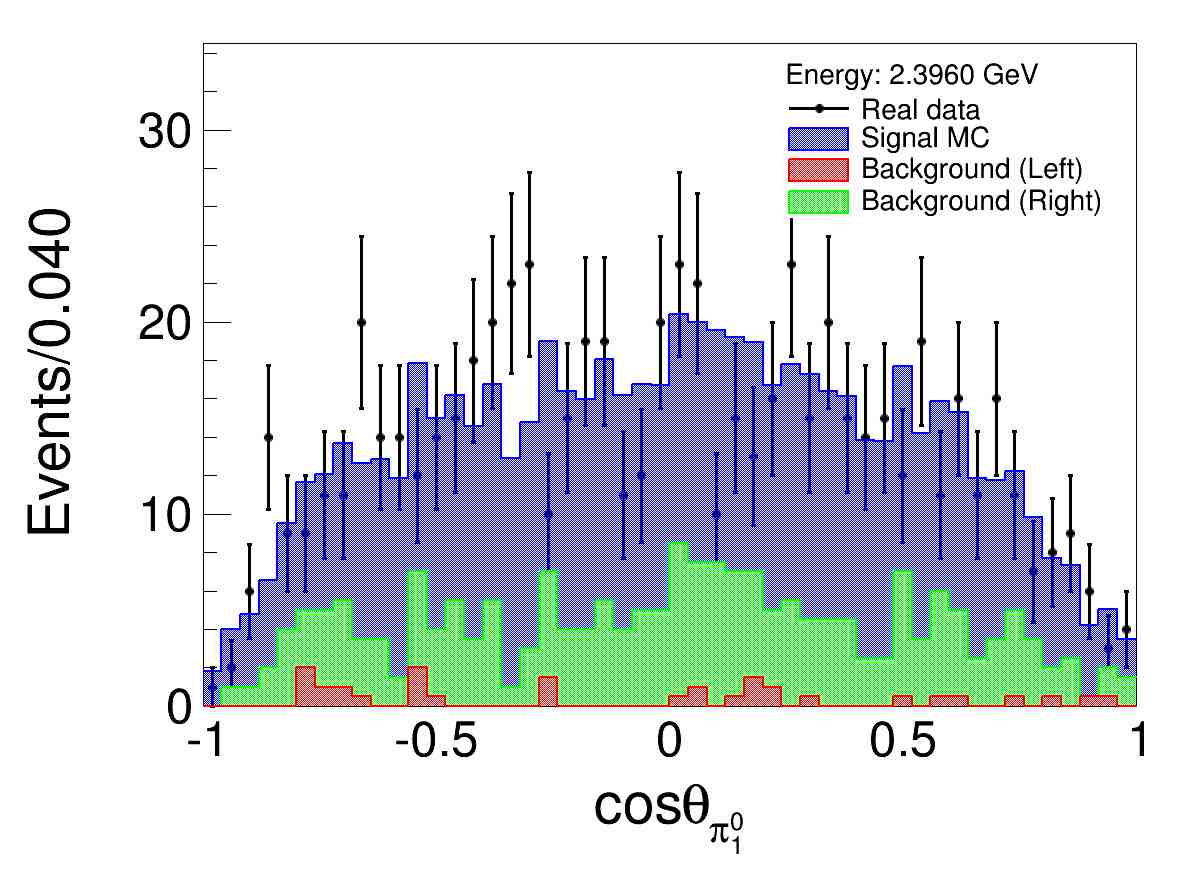 Energy: 2.3960 GeV
Real data
Signal MC
Background (Left)
Background (Right)
Events/0.040
30
20
10
0
-1 -0.5 0 0.5 1
cosθπ⁰₁